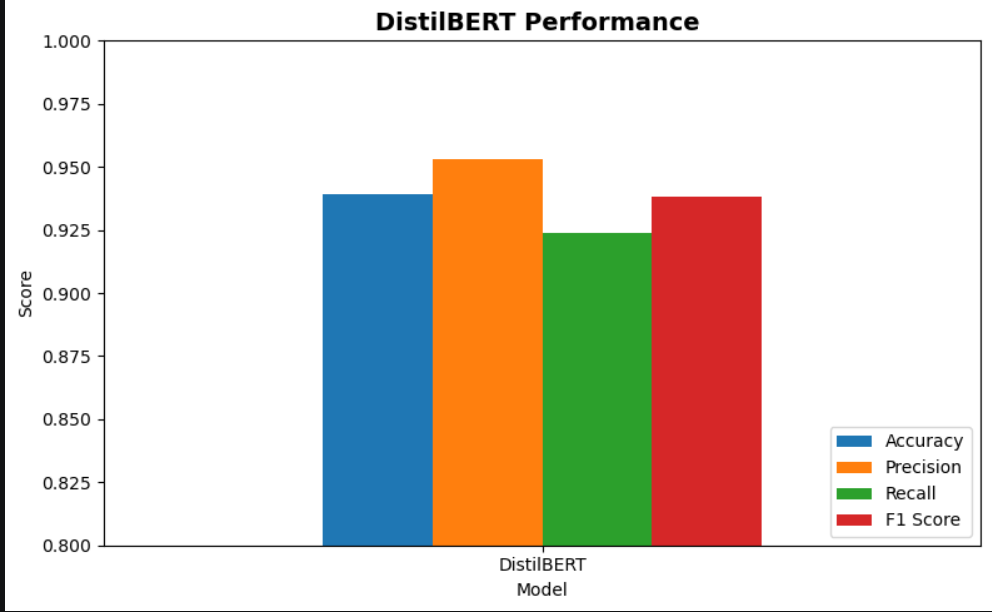 DistilBERT Performance
1.000
0.975
0.950
0.925
0.900
0.875
0.850
0.825
0.800
Score
Accuracy
Precision
Recall
F1 Score
DistilBERT
Model